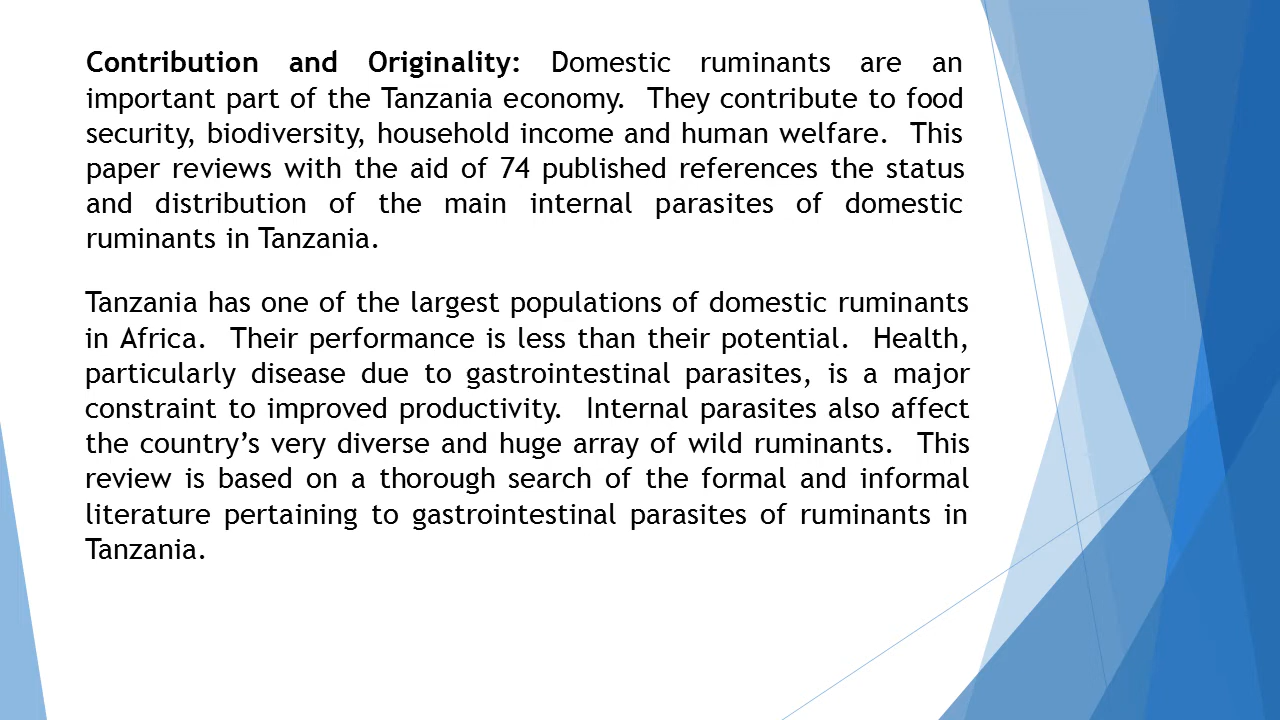 Contribution and Originality: Domestic ruminants are an
important part of the Tanzania economy.  They contribute to food
security, biodiversity, household income and human welfare.  This
paper reviews with the aid of 74 published references the status
and distribution of the main internal parasites of domestic
ruminants in Tanzania.
Tanzania has one of the largest populations of domestic ruminants
in Africa.  Their performance is less than their potential.  Health,
particularly disease due to gastrointestinal parasites, is a major
constraint to improved productivity.  Internal parasites also affect
the country’s very diverse and huge array of wild ruminants.  This
review is based on a thorough search of the formal and informal
literature pertaining to gastrointestinal parasites of ruminants in
Tanzania.